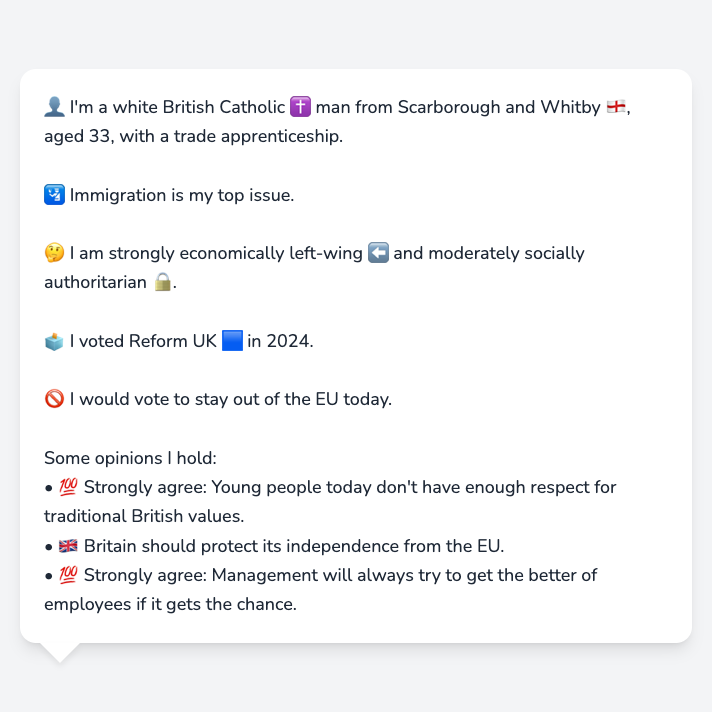 👤 I'm a white British Catholic ✝️ man from Scarborough and Whitby 🏴󠁧󠁢󠁥󠁮󠁧󠁿,
aged 33, with a trade apprenticeship.
🛂 Immigration is my top issue.
🤔 I am strongly economically left-wing ⬅️ and moderately socially
authoritarian 🔒.
🗳️ I voted Reform UK 🟦 in 2024.
🚫 I would vote to stay out of the EU today.
Some opinions I hold:
• 💯 Strongly agree: Young people today don't have enough respect for
traditional British values.
• 🇬🇧 Britain should protect its independence from the EU.
• 💯 Strongly agree: Management will always try to get the better of
employees if it gets the chance.